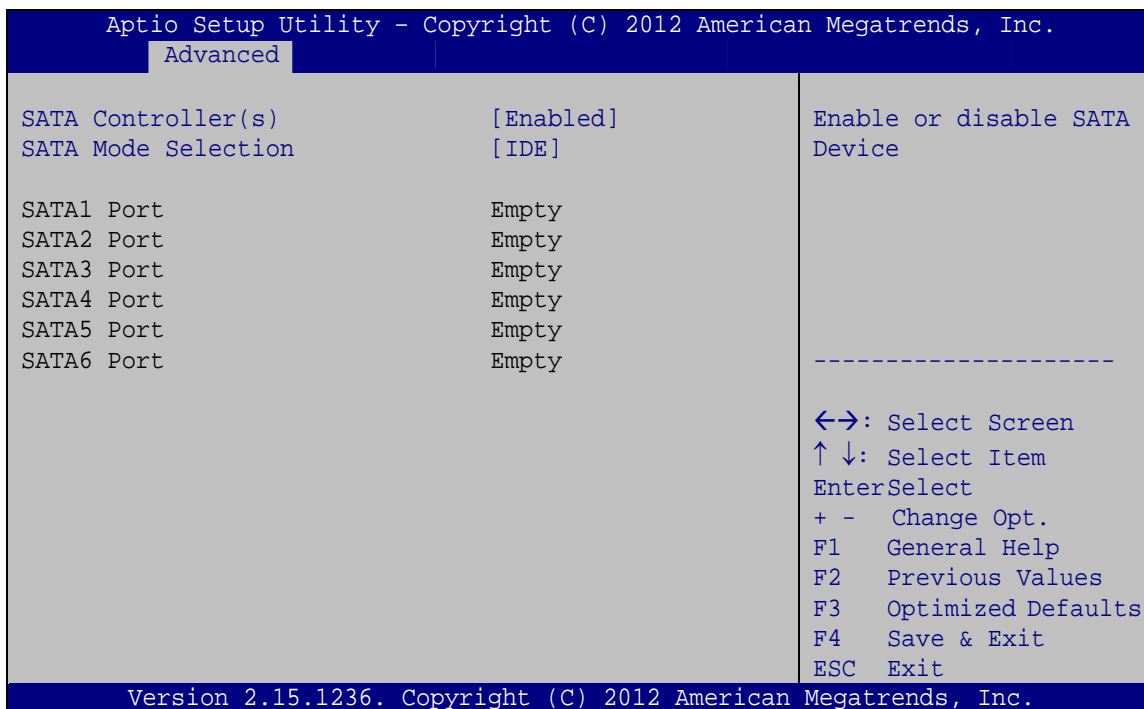 Aptio Setup Utility – Copyright (C) 2012 American Megatrends, Inc.
Advanced
SATA Controller(s) [Enabled]
SATA Mode Selection [IDE]
SATA1 Port Empty
SATA2 Port Empty
SATA3 Port Empty
SATA4 Port Empty
SATA5 Port Empty
SATA6 Port Empty
Enable or disable SATA
Device
---------------------
←→: Select Screen
↑ ↓: Select Item
EnterSelect
+ - Change Opt.
F1 General Help
F2 Previous Values
F3 Optimized Defaults
F4 Save & Exit
ESC Exit
Version 2.15.1236. Copyright (C) 2012 American Megatrends, Inc.